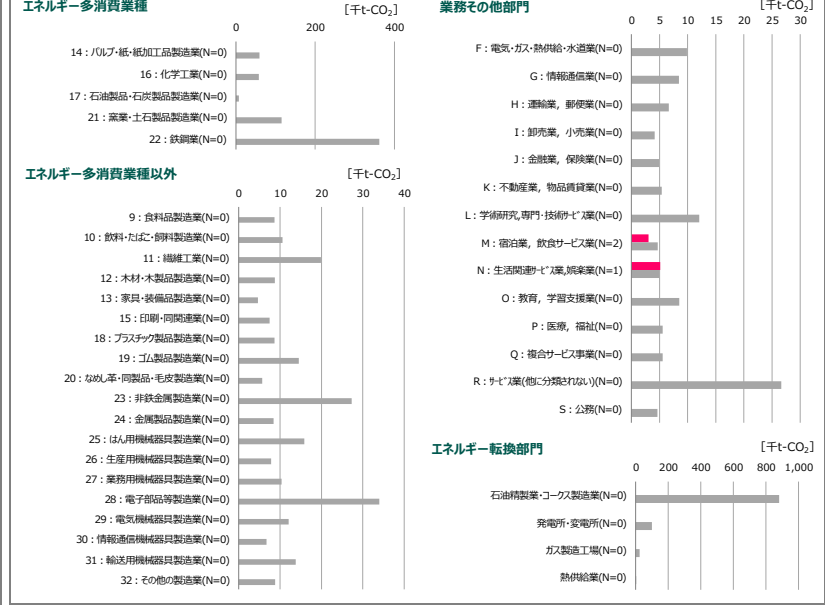 エネルギー多消費業種
[千t-CO₂]
0 200 400
14：パルプ・紙・紙加工品製造業(N=0)
16：化学工業(N=0)
17：石油製品・石炭製品製造業(N=0)
21：窯業・土石製品製造業(N=0)
22：鉄鋼業(N=0)
エネルギー多消費業種以外
[千t-CO₂]
0 10 20 30 40
9：食料品製造業(N=0)
10：飲料・たばこ・飼料製造業(N=0)
11：繊維工業(N=0)
12：木材・木製品製造業(N=0)
13：家具・装備品製造業(N=0)
15：印刷・同関連業(N=0)
18：プラスチック製品製造業(N=0)
19：ゴム製品製造業(N=0)
20：なめし革・同製品・毛皮製造業(N=0)
23：非鉄金属製造業(N=0)
24：金属製品製造業(N=0)
25：はん用機械器具製造業(N=0)
26：生産用機械器具製造業(N=0)
27：業務用機械器具製造業(N=0)
28：電子部品等製造業(N=0)
29：電気機械器具製造業(N=0)
30：情報通信機械器具製造業(N=0)
31：輸送用機械器具製造業(N=0)
32：その他の製造業(N=0)
業務その他部門
[千t-CO₂]
0 5 10 15 20 25 30
F：電気・ガス・熱供給・水道業(N=0)
G：情報通信業(N=0)
H：運輸業，郵便業(N=0)
I：卸売業，小売業(N=0)
J：金融業，保険業(N=0)
K：不動産業，物品賃貸業(N=0)
L：学術研究,専門・技術ｻｰﾋﾞｽ業(N=0)
M：宿泊業，飲食サービス業(N=2)
N：生活関連ｻｰﾋﾞｽ業,娯楽業(N=1)
O：教育，学習支援業(N=0)
P：医療，福祉(N=0)
Q：複合サービス事業(N=0)
R：ｻｰﾋﾞｽ業(他に分類されない)(N=0)
S：公務(N=0)
エネルギー転換部門
[千t-CO₂]
0 200 400 600 800 1,000
石油精製業・コークス製造業(N=0)
発電所・変電所(N=0)
ガス製造工場(N=0)
熱供給業(N=0)